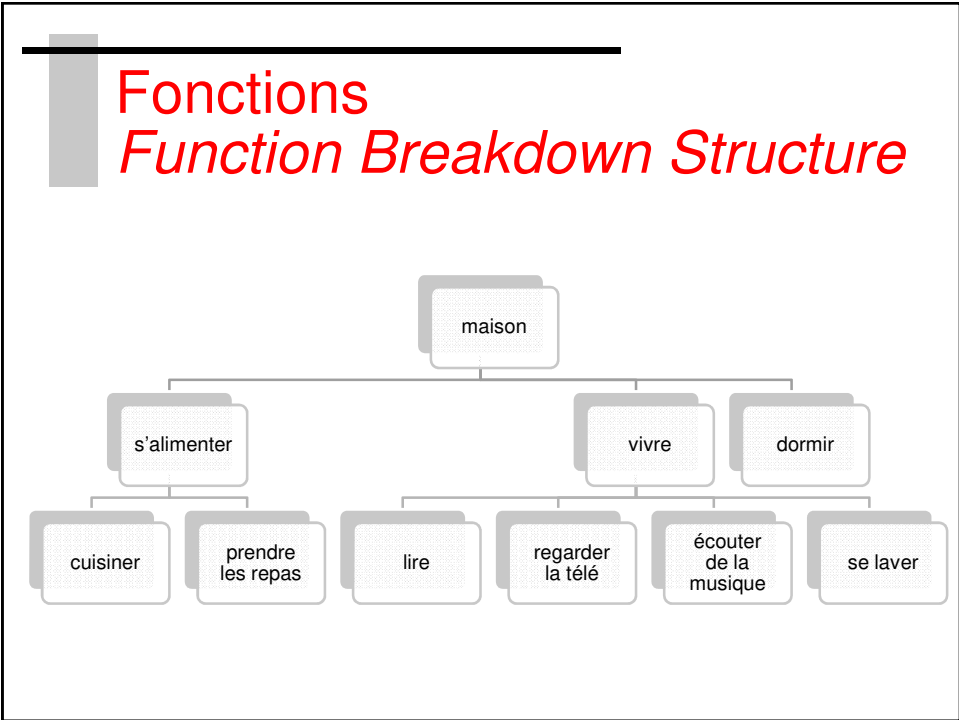 Fonctions
Function Breakdown Structure
maison
s’alimenter
vivre
dormir
cuisiner
prendre
les repas
lire
regarder
la télé
écouter
de la
musique
se laver